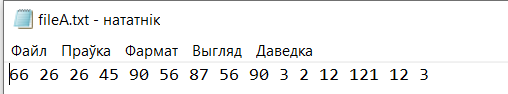 fileA.txt - нататнік
Файл Праўка Фармат Выгляд Даведка
66 26 26 45 90 56 87 56 90 3 2 12 121 12 3